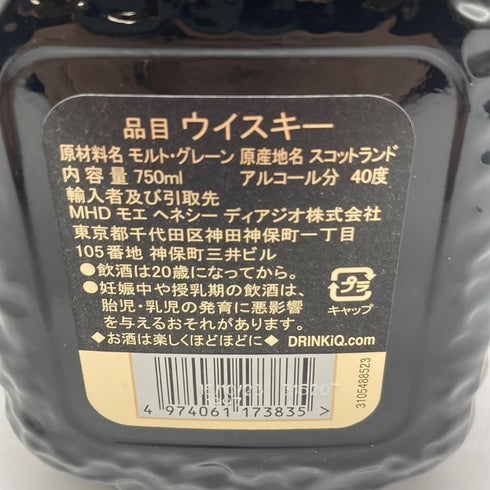 品目 ウイスキー
原材料名 モルト・グレーン 原産地名 スコットランド
内容量 750ml アルコール分 40度
輸入者及び引取先
MHD モエ ヘネシー ディアジオ株式会社
東京都千代田区神田神保町一丁目
105番地 神保町三井ビル
●飲酒は20歳になってから。
●妊娠中や授乳期の飲酒は、
胎児・乳児の発育に悪影響
を与えるおそれがあります。
プラ
キャップ
◆お酒は楽しくほどほどに◆ DRINKiQ.com
16/10/23 315207
4 974061 173835 >
3105488523